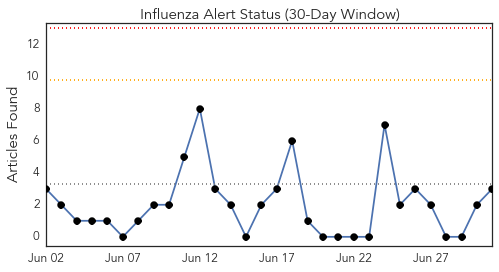 Influenza Alert Status (30-Day Window)
Articles Found
12
10
8
6
4
2
0
Jun 02 Jun 07 Jun 12 Jun 17 Jun 22 Jun 27